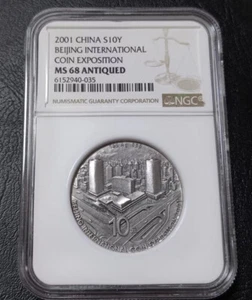 2001 CHINA S10Y
BEIJING INTERNATIONAL
COIN EXPOSITION
MS 68 ANTIQUED
6152940-035
NUMISMATIC GUARANTY CORPORATION
NGC
10